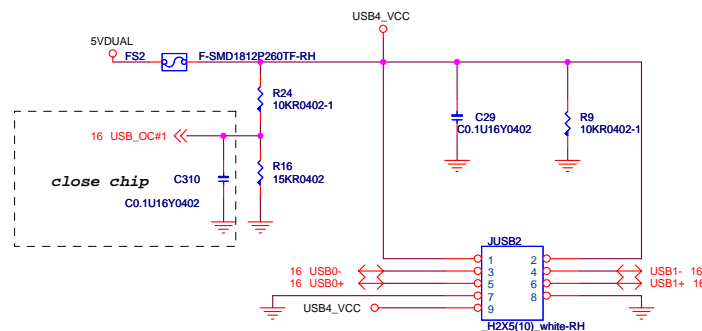 USB4_VCC
5VDUAL
FS2 F-SMD1812P260TF-RH
R24
10KR0402-1
C29
C0.1U16Y0402
R9
10KR0402-1
16 USB_OC#1
R16
15KR0402
close chip
C310
C0.1U16Y0402
JUSB2
1 2
16 USB0- 3 4 USB1- 16
16 USB0+ 5 6 USB1+ 16
7 8
USB4_VCC 9
_H2X5(10)_white-RH